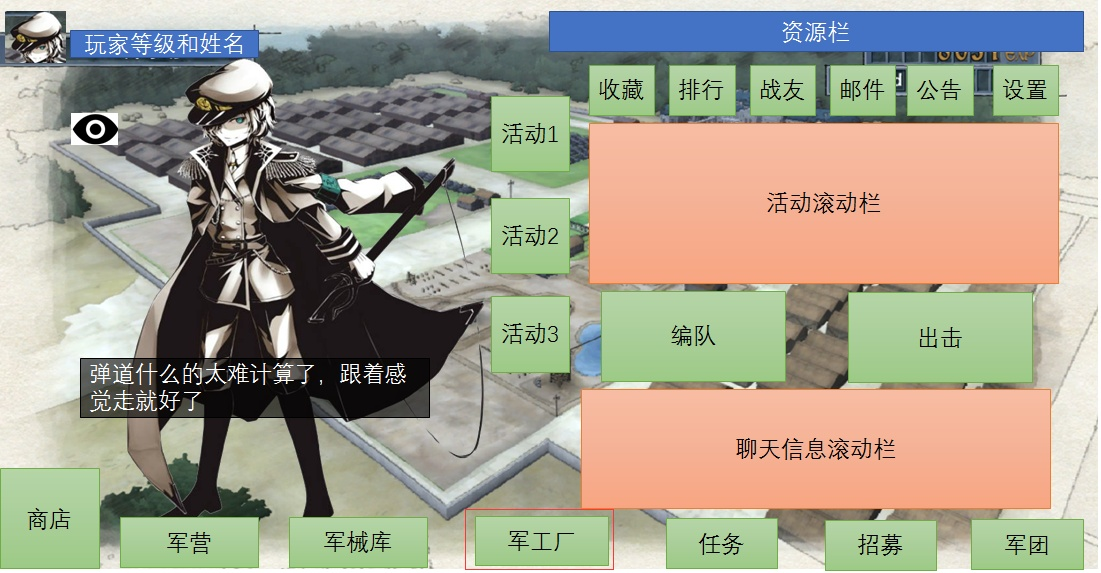 玩家等级和姓名
资源栏
收藏
排行
战友
邮件
公告
设置
活动1
活动滚动栏
活动2
活动3
编队
出击
弹道什么的太难计算了，跟着感
觉走就好了
聊天信息滚动栏
商店
军营
军械库
军工厂
任务
招募
军团